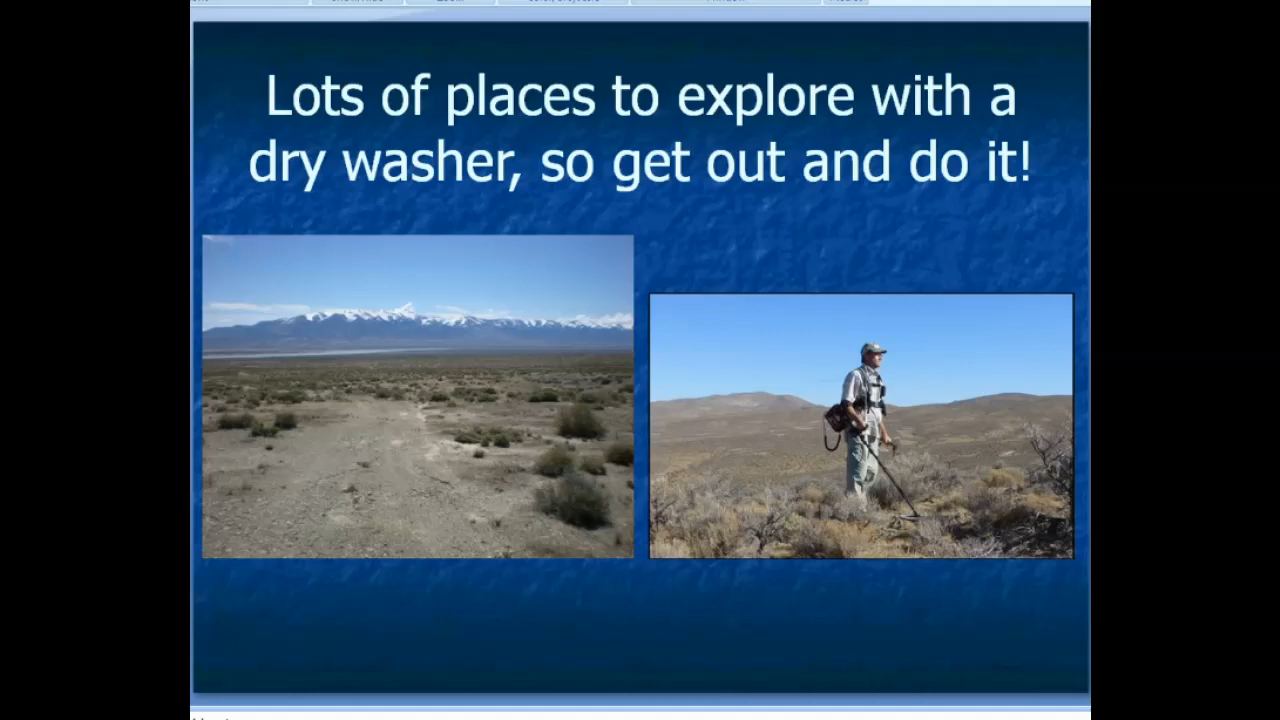 Lots of places to explore with a
dry washer, so get out and do it!